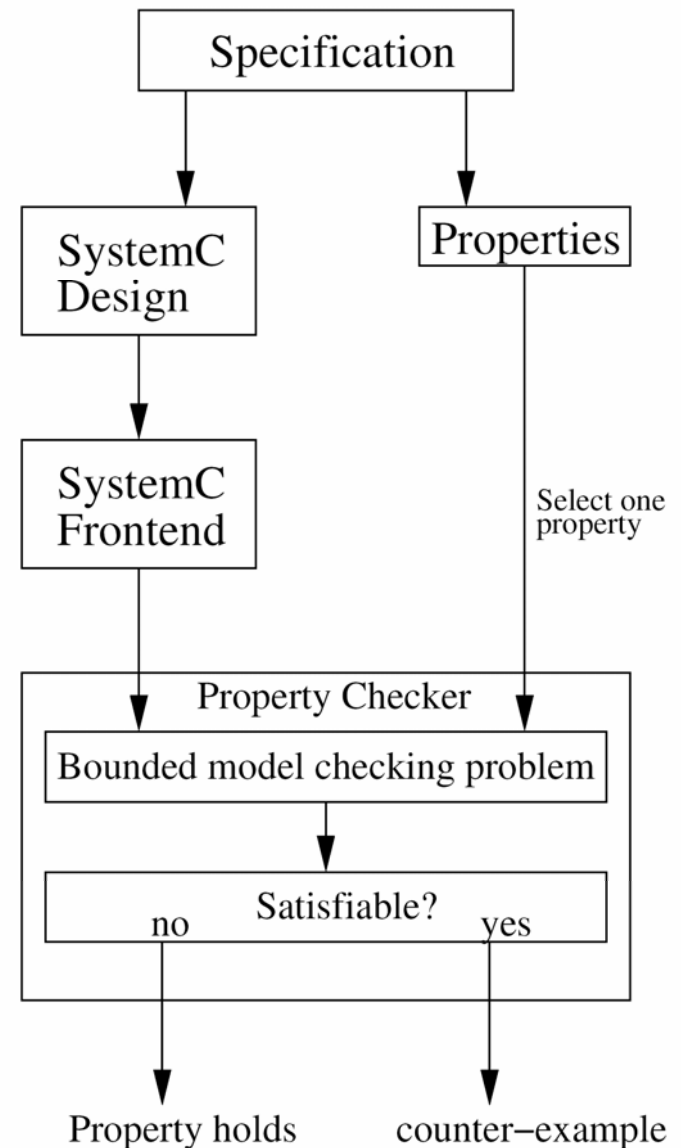 Specification
SystemC
Design
Properties
SystemC
Frontend
Select one
property
Property Checker
Bounded model checking problem
Satisfiable?
no
yes
Property holds
counter−example